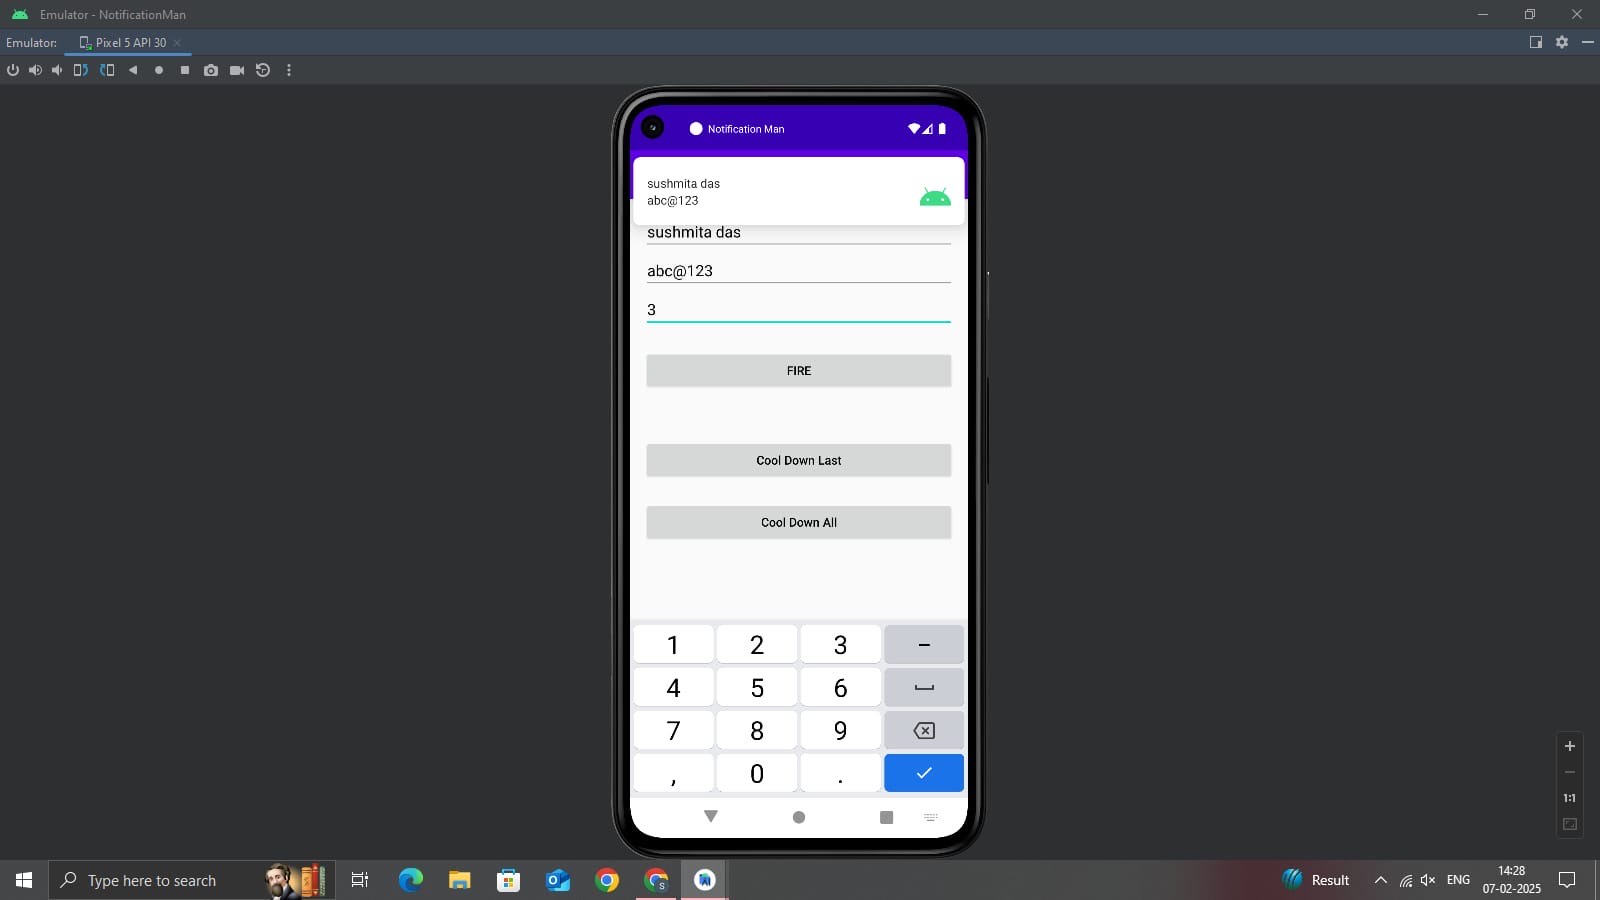 Emulator - NotificationMan
Emulator: Pixel 5 API 30
Notification Man
sushmita das
abc@123
sushmita das
abc@123
3
FIRE
Cool Down Last
Cool Down All
1 2 3 -
4 5 6
7 8 9
, 0 .
1:1
Type here to search
S
AI
Result
ENG
14:28
07-02-2025